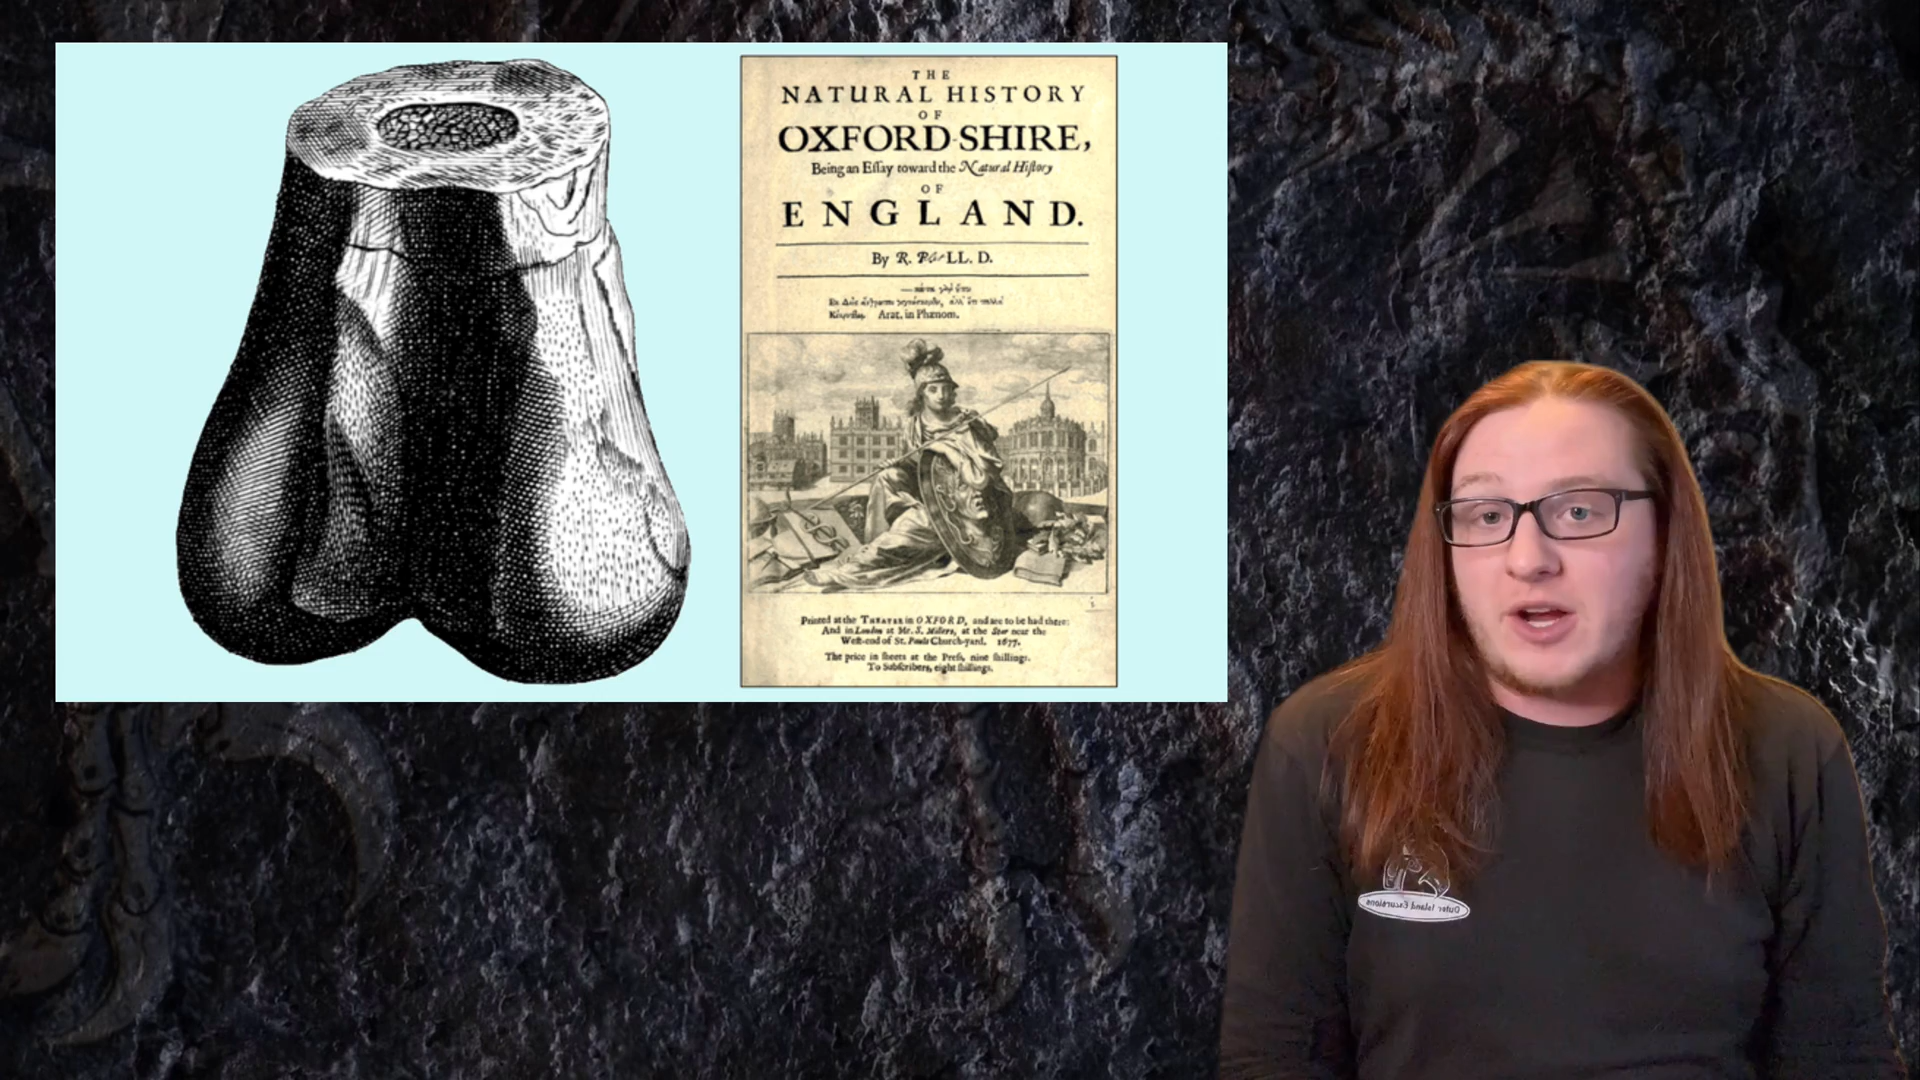 THE
NATURAL HISTORY
OF
OXFORD-SHIRE,
Being an Eſſay toward the Natural Hiſtory
OF
ENGLAND.
By R. LL. D.
Arat. in Phænom.
Printed at the THEATER in OXFORD, and are to be had there:
And in London at Mr. S. Millers, at the Star near the
Weſt-end of St. Pauls Church-yard. 1677.
The price in ſheets at the Preſs, nine ſhillings.
To Subſcribers, eight ſhillings.
Outer Island Excursions